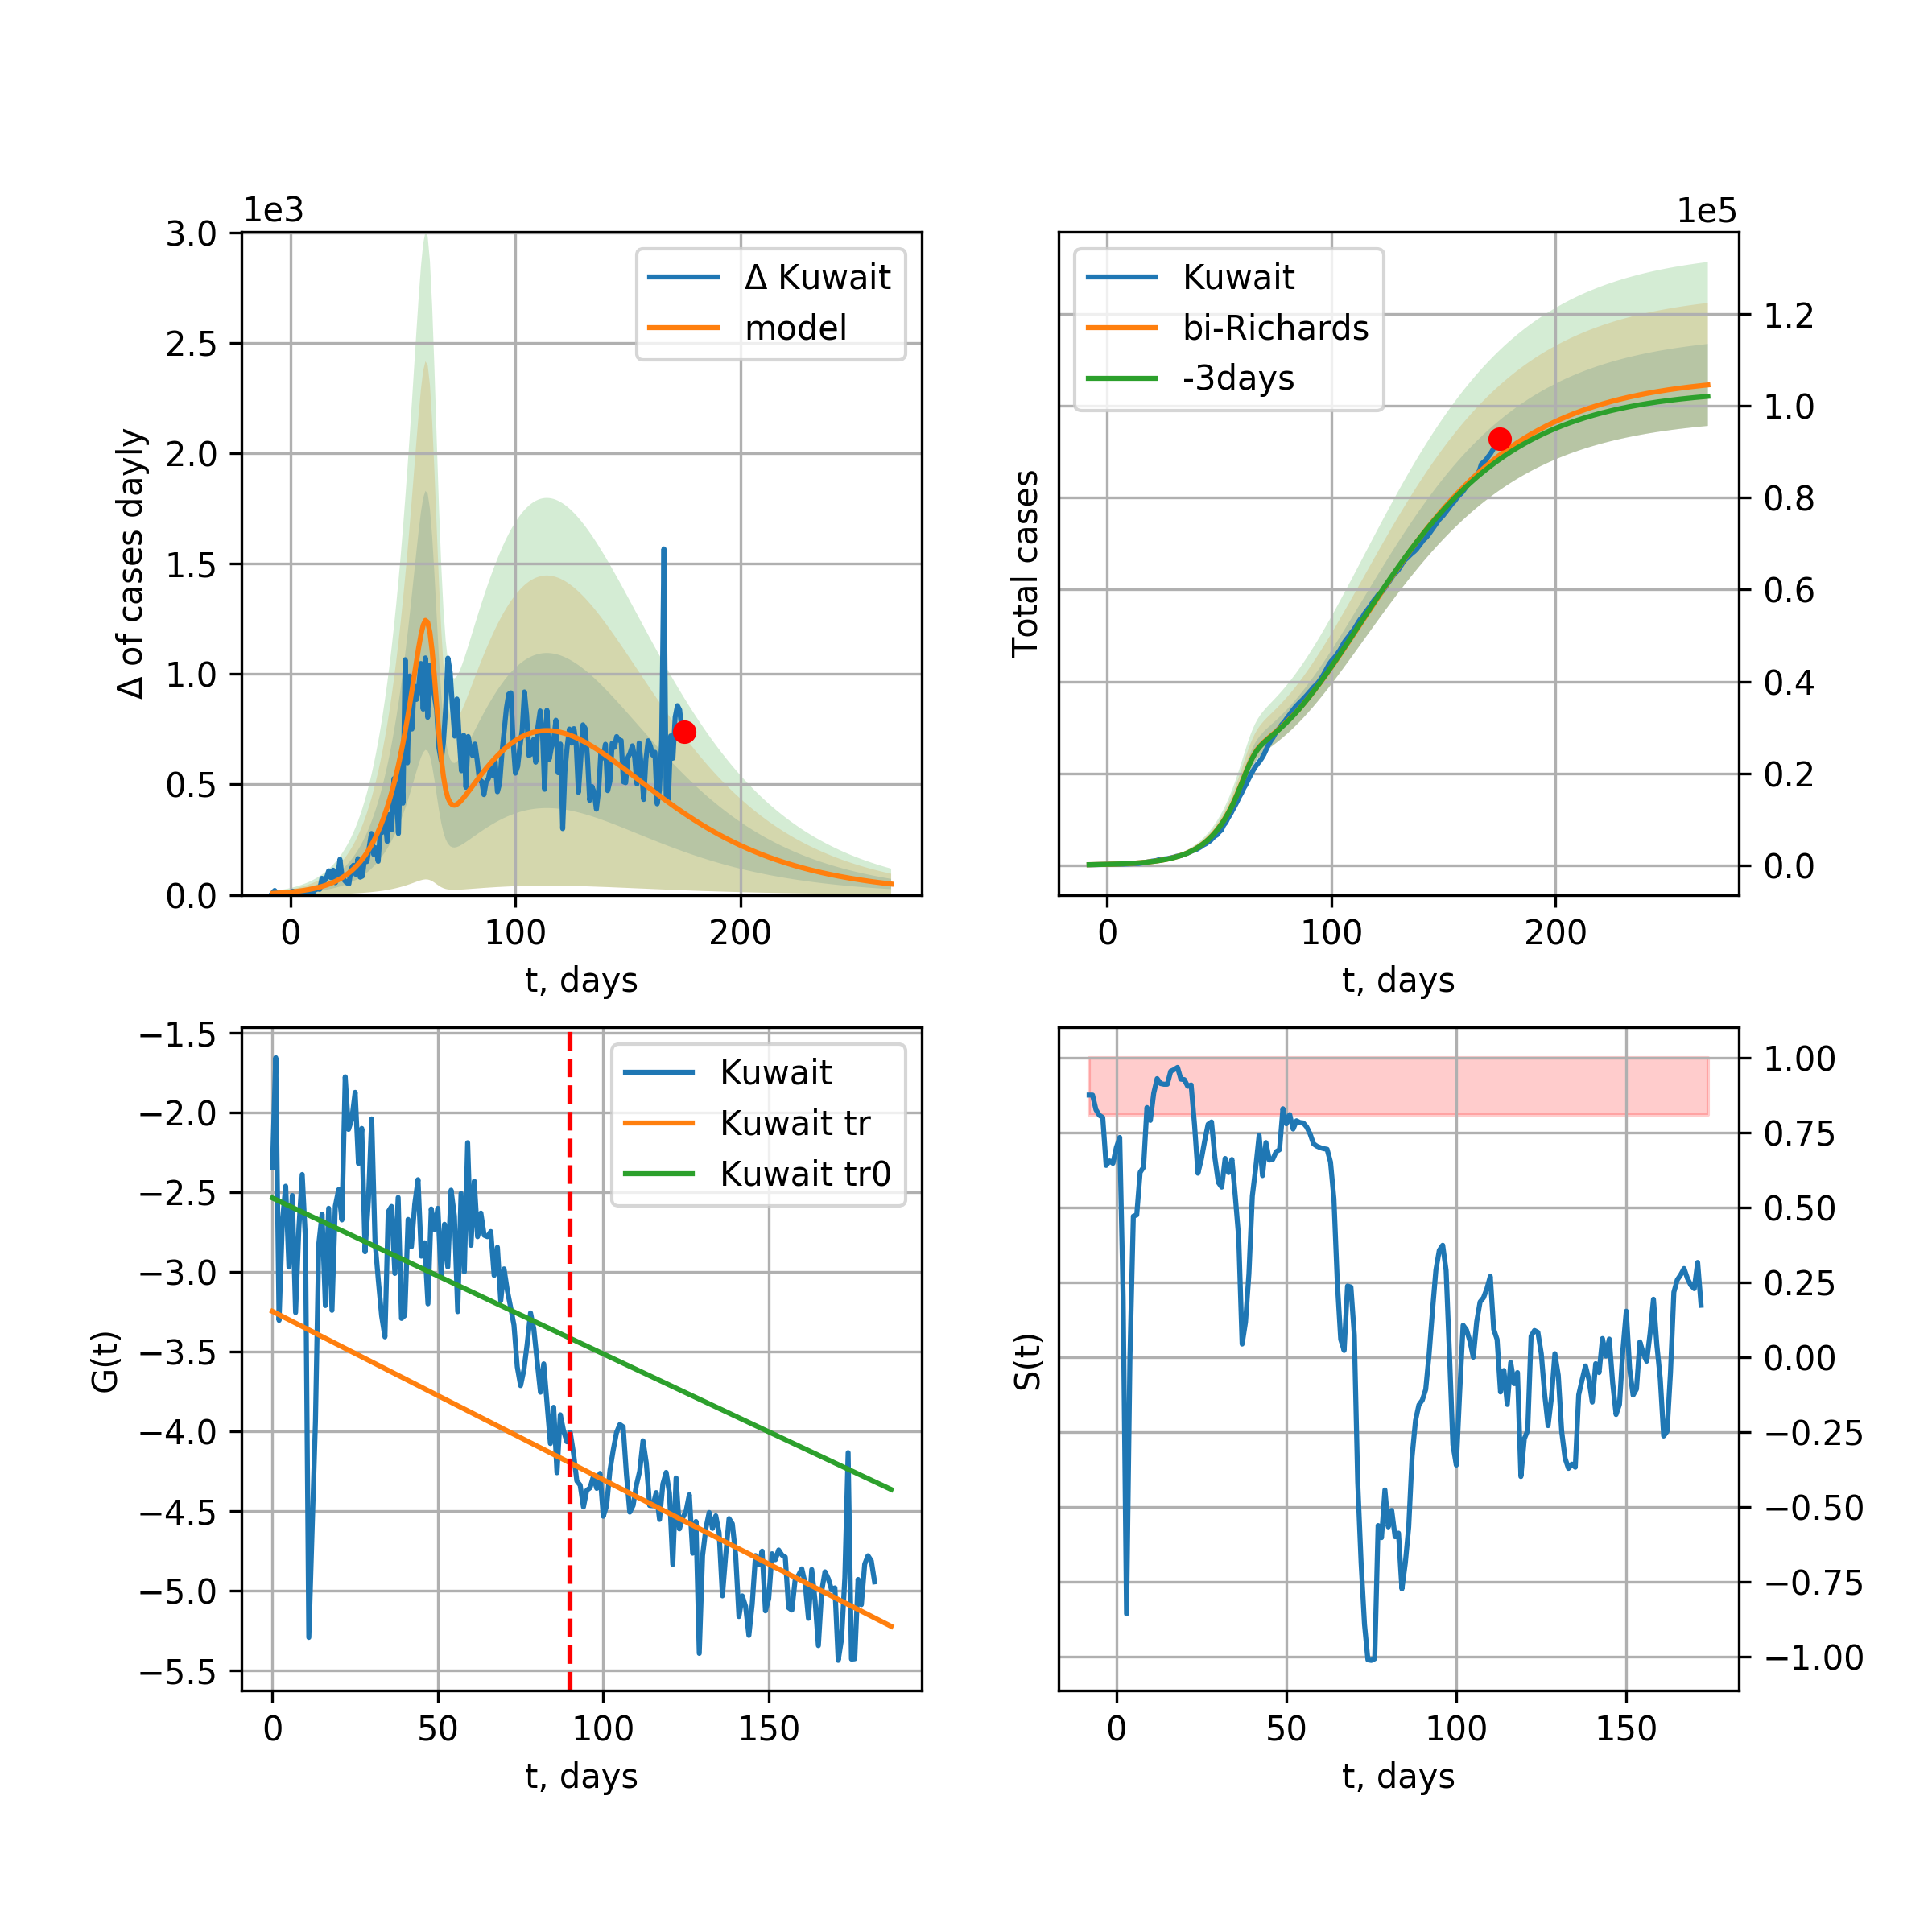 1e3
3.0
2.5
2.0
1.5
1.0
0.5
0.0
Δ of cases dayly
Δ Kuwait
model
0
100
200
t, days
1e5
1.2
1.0
0.8
0.6
0.4
0.2
0.0
Total cases
Kuwait
bi-Richards
-3days
0
100
200
t, days
−1.5
−2.0
−2.5
−3.0
−3.5
−4.0
−4.5
−5.0
−5.5
G(t)
Kuwait
Kuwait tr
Kuwait tr0
0
50
100
150
t, days
1.00
0.75
0.50
0.25
0.00
−0.25
−0.50
−0.75
−1.00
S(t)
0
50
100
150
t, days